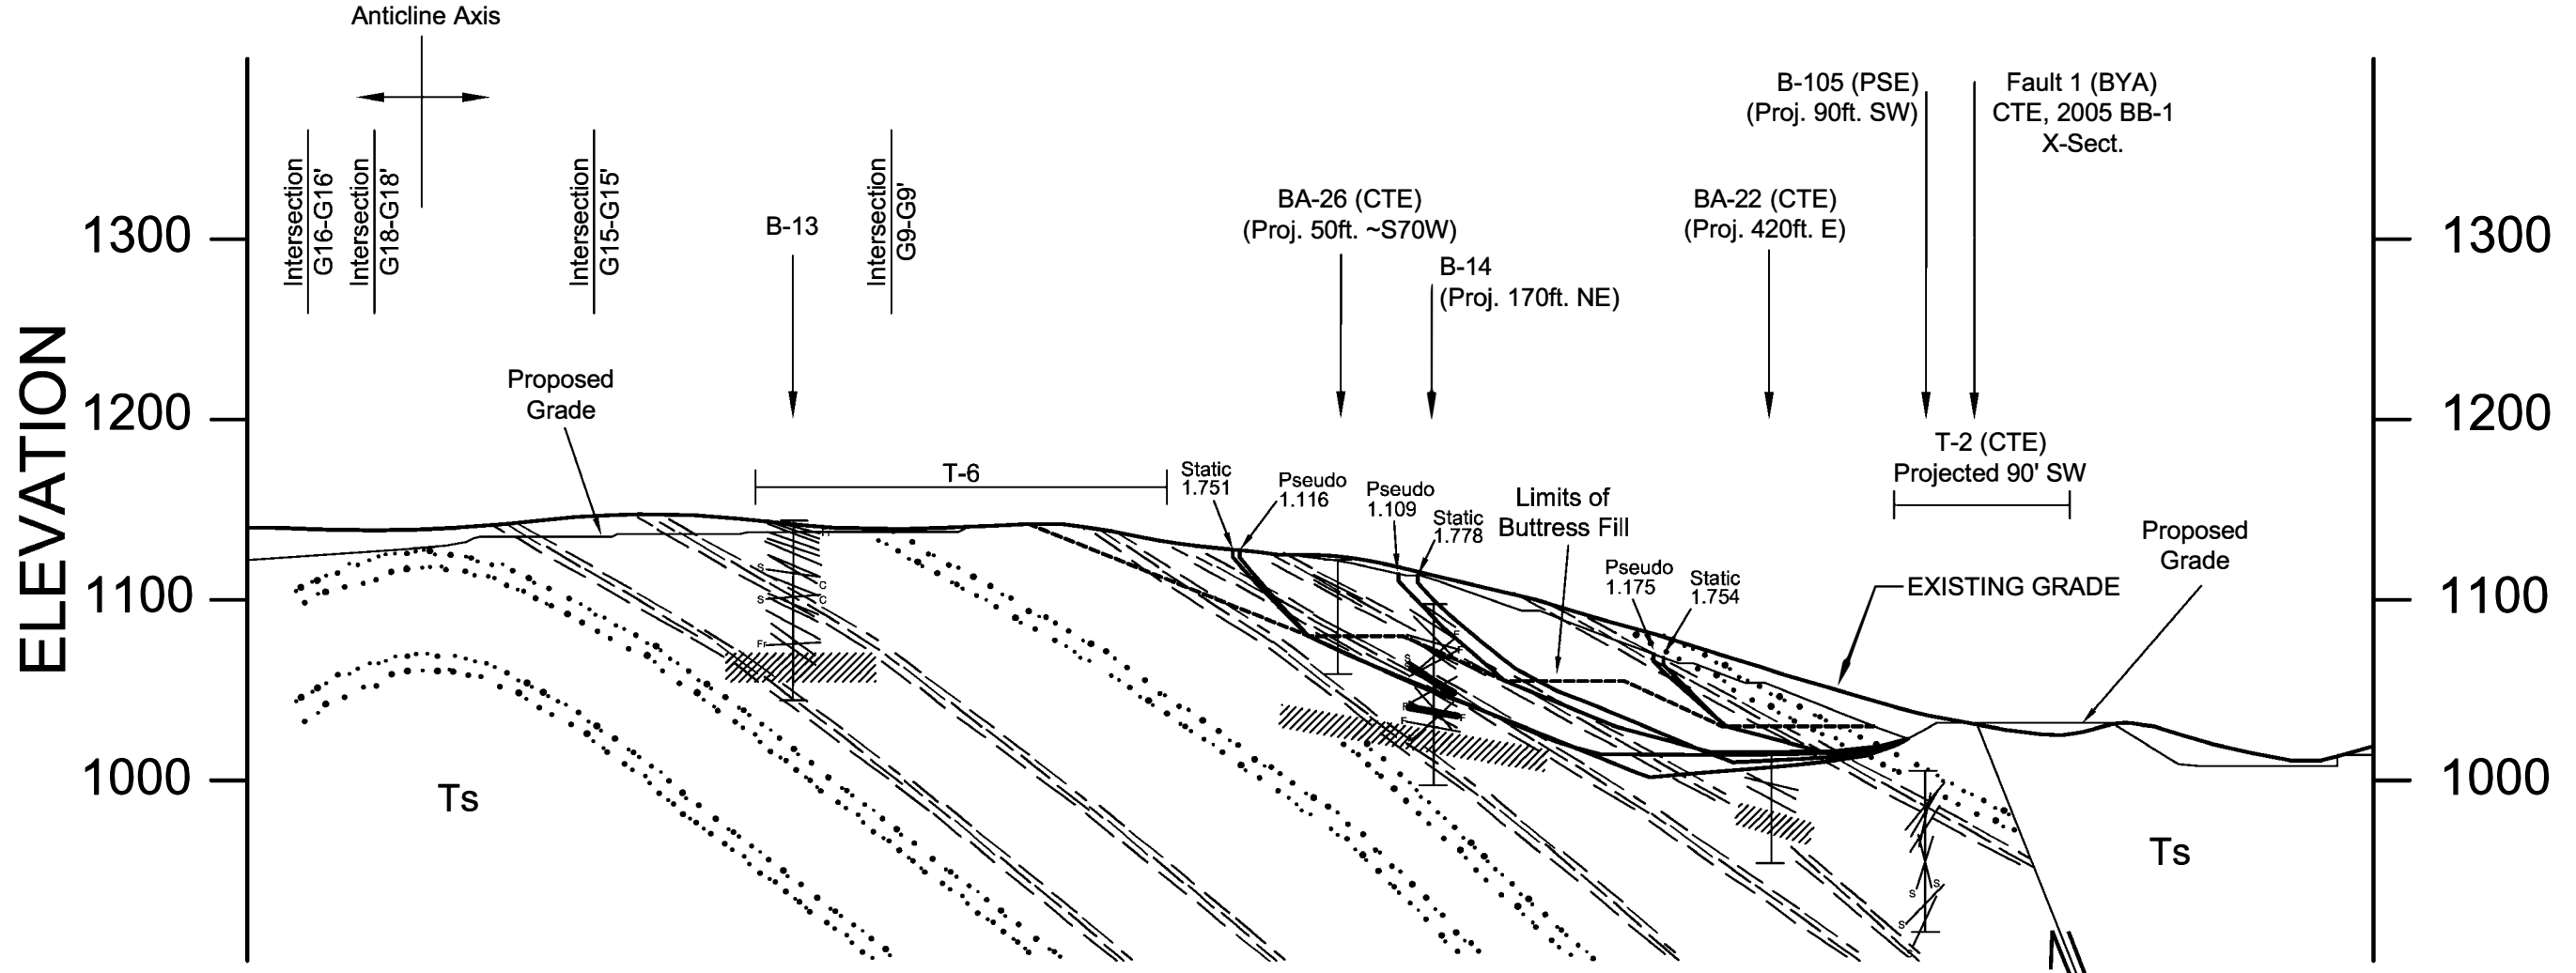 Anticline Axis
Intersection
G16-G16'
Intersection
G18-G18'
Intersection
G15-G15'
B-13
Intersection
G9-G9'
BA-26 (CTE)
(Proj. 50ft. ~S70W)
B-14
(Proj. 170ft. NE)
BA-22 (CTE)
(Proj. 420ft. E)
B-105 (PSE)
(Proj. 90ft. SW)
Fault 1 (BYA)
CTE, 2005 BB-1
X-Sect.
ELEVATION
1300
1200
1100
1000
1300
1200
1100
1000
Proposed
Grade
T-6
Static
1.751
Pseudo
1.116
Pseudo
1.109
Static
1.778
Limits of
Buttress Fill
Pseudo
1.175
Static
1.754
T-2 (CTE)
Projected 90' SW
EXISTING GRADE
Proposed
Grade
S
C
S
C
Fr
F
F
S
F
F
S
S
S
Ts
Ts